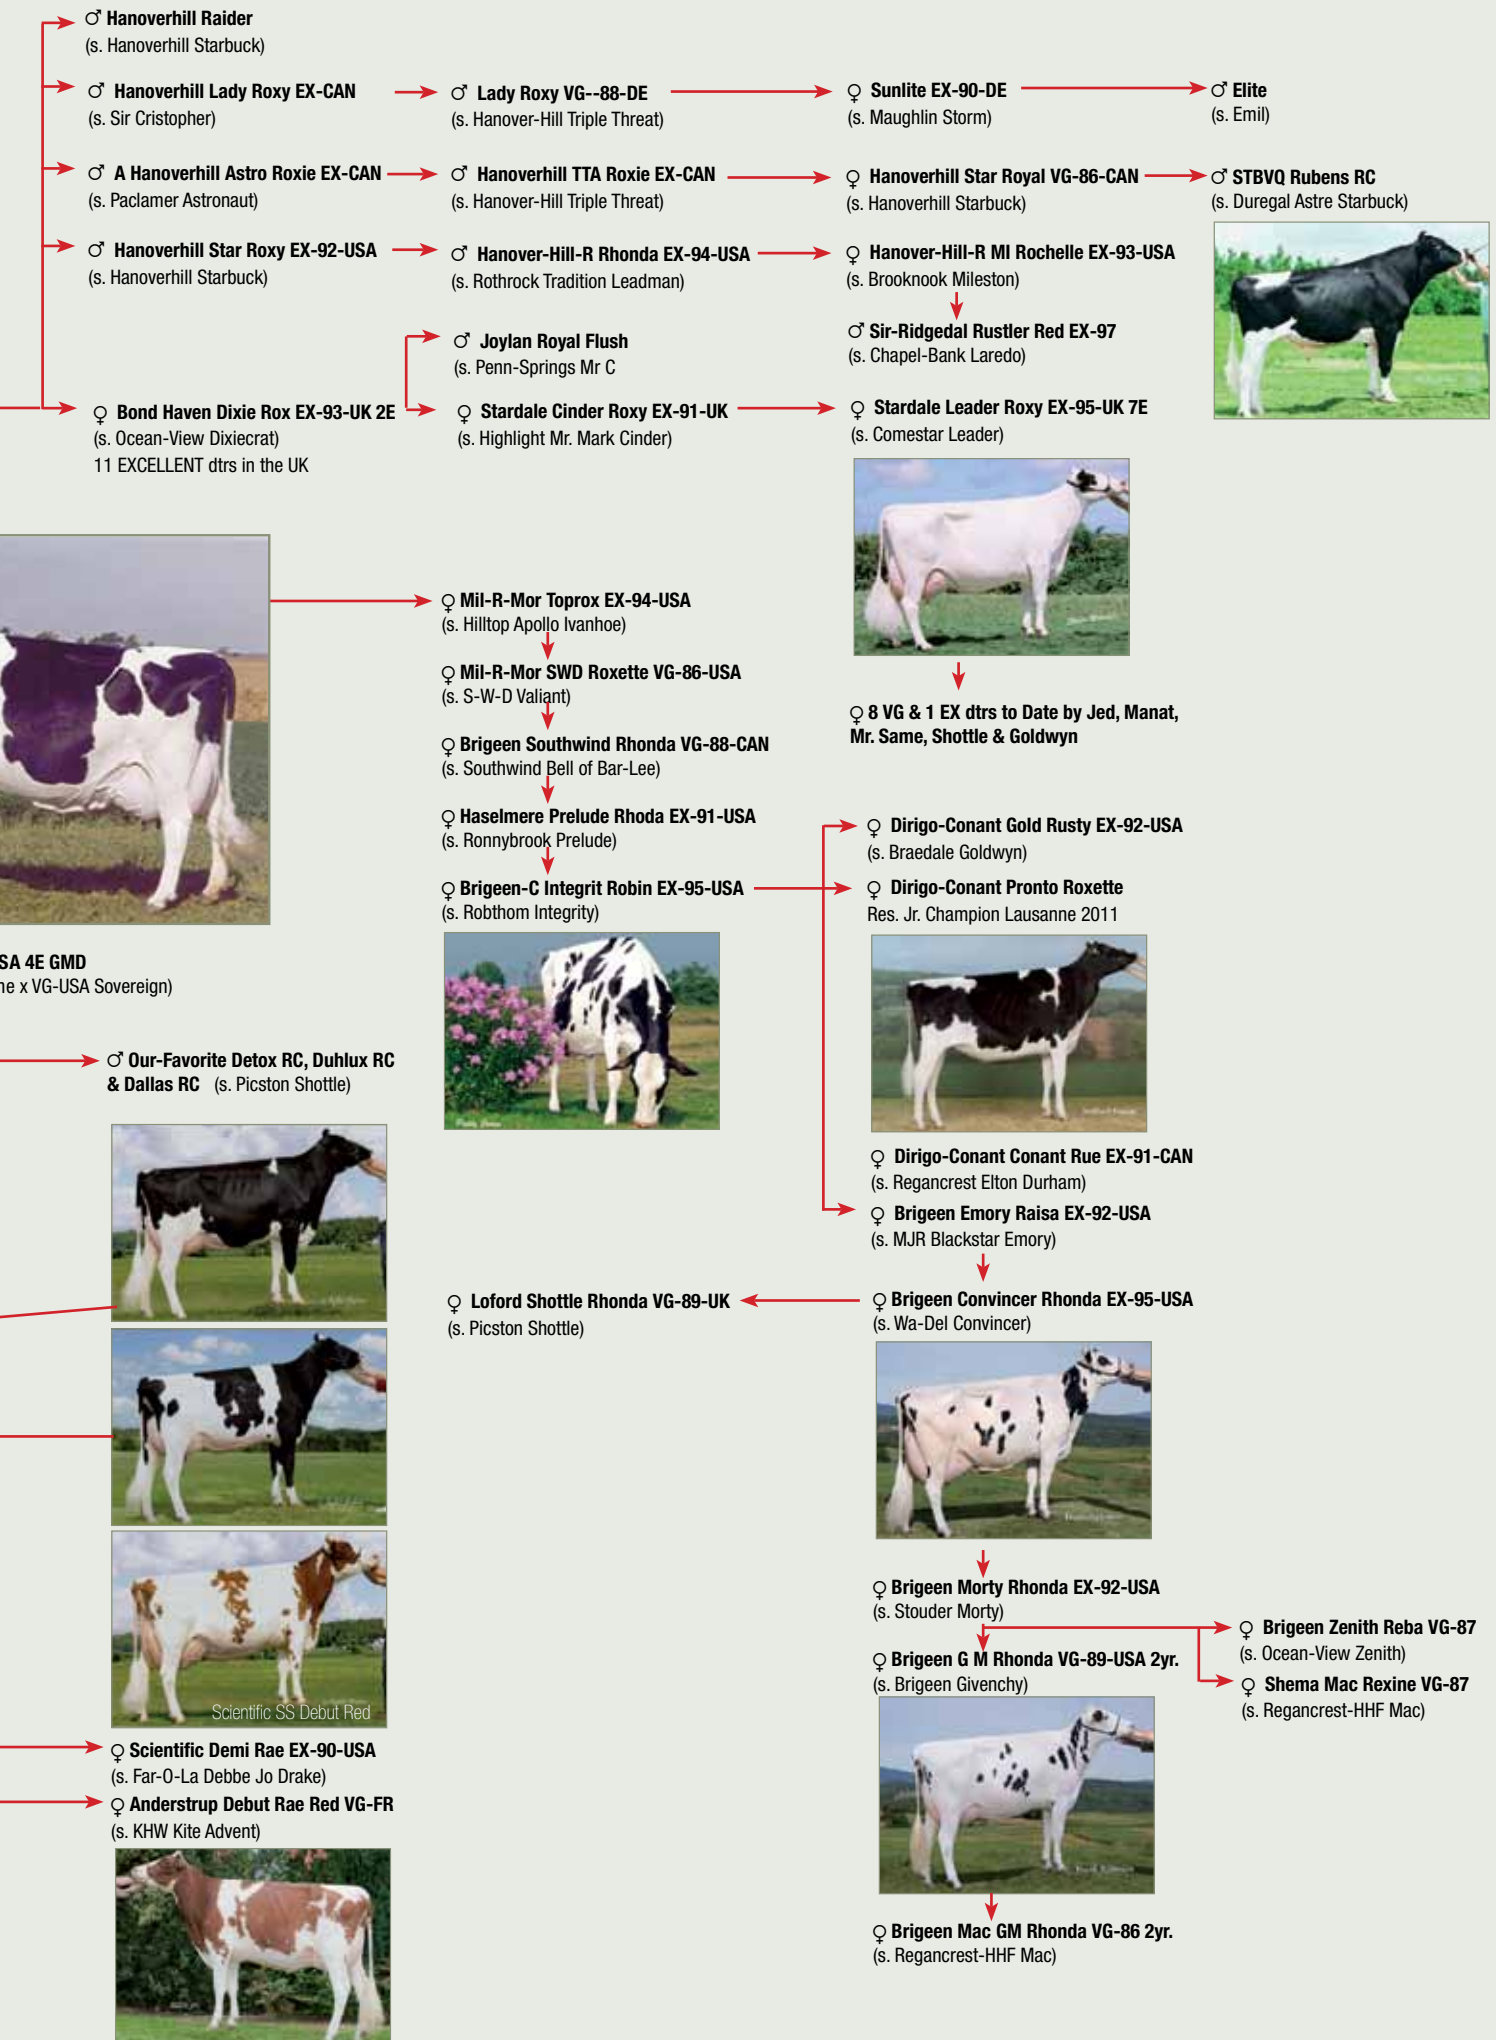 ♂ Hanoverhill Raider
(s. Hanoverhill Starbuck)
♂ Hanoverhill Lady Roxy EX-CAN
(s. Sir Cristopher)
♂ Lady Roxy VG--88-DE
(s. Hanover-Hill Triple Threat)
♀ Sunlite EX-90-DE
(s. Maughlin Storm)
♂ Elite
(s. Emil)
♂ A Hanoverhill Astro Roxie EX-CAN
(s. Paclamer Astronaut)
♂ Hanoverhill TTA Roxie EX-CAN
(s. Hanover-Hill Triple Threat)
♀ Hanoverhill Star Royal VG-86-CAN
(s. Hanoverhill Starbuck)
♂ STBVQ Rubens RC
(s. Duregal Astre Starbuck)
♂ Hanoverhill Star Roxy EX-92-USA
(s. Hanoverhill Starbuck)
♂ Hanover-Hill-R Rhonda EX-94-USA
(s. Rothrock Tradition Leadman)
♀ Hanover-Hill-R MI Rochelle EX-93-USA
(s. Brooknook Mileston)
♂ Sir-Ridgedal Rustler Red EX-97
(s. Chapel-Bank Laredo)
♂ Joylan Royal Flush
(s. Penn-Springs Mr C
♀ Bond Haven Dixie Rox EX-93-UK 2E
(s. Ocean-View Dixiecrat)
11 EXCELLENT dtrs in the UK
♀ Stardale Cinder Roxy EX-91-UK
(s. Highlight Mr. Mark Cinder)
♀ Stardale Leader Roxy EX-95-UK 7E
(s. Comestar Leader)
♀ 8 VG & 1 EX dtrs to Date by Jed, Manat,
Mr. Same, Shottle & Goldwyn
♀ Mil-R-Mor Toprox EX-94-USA
(s. Hilltop Apollo Ivanhoe)
♀ Mil-R-Mor SWD Roxette VG-86-USA
(s. S-W-D Valiant)
♀ Brigeen Southwind Rhonda VG-88-CAN
(s. Southwind Bell of Bar-Lee)
♀ Haselmere Prelude Rhoda EX-91-USA
(s. Ronnybrook Prelude)
♀ Brigeen-C Integrit Robin EX-95-USA
(s. Robthom Integrity)
♀ Dirigo-Conant Gold Rusty EX-92-USA
(s. Braedale Goldwyn)
♀ Dirigo-Conant Pronto Roxette
Res. Jr. Champion Lausanne 2011
♀ Dirigo-Conant Conant Rue EX-91-CAN
(s. Regancrest Elton Durham)
♀ Brigeen Emory Raisa EX-92-USA
(s. MJR Blackstar Emory)
♀ Brigeen Convincer Rhonda EX-95-USA
(s. Wa-Del Convincer)
♀ Loford Shottle Rhonda VG-89-UK
(s. Picston Shottle)
♀ Brigeen Morty Rhonda EX-92-USA
(s. Stouder Morty)
♀ Brigeen G M Rhonda VG-89-USA 2yr.
(s. Brigeen Givenchy)
♀ Brigeen Zenith Reba VG-87
(s. Ocean-View Zenith)
♀ Shema Mac Rexine VG-87
(s. Regancrest-HHF Mac)
♀ Brigeen Mac GM Rhonda VG-86 2yr.
(s. Regancrest-HHF Mac)
SA 4E GMD
ne x VG-USA Sovereign)
♂ Our-Favorite Detox RC, Duhlux RC
& Dallas RC (s. Picston Shottle)
Scientific SS Debut Red
♀ Scientific Demi Rae EX-90-USA
(s. Far-O-La Debbe Jo Drake)
♀ Anderstrup Debut Rae Red VG-FR
(s. KHW Kite Advent)